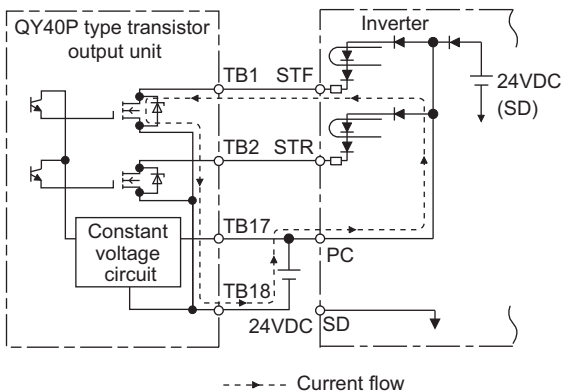 QY40P type transistor
output unit
Inverter
TB1 STF
24VDC
(SD)
TB2 STR
Constant
voltage
circuit
TB17
PC
TB18
24VDC SD
Current flow